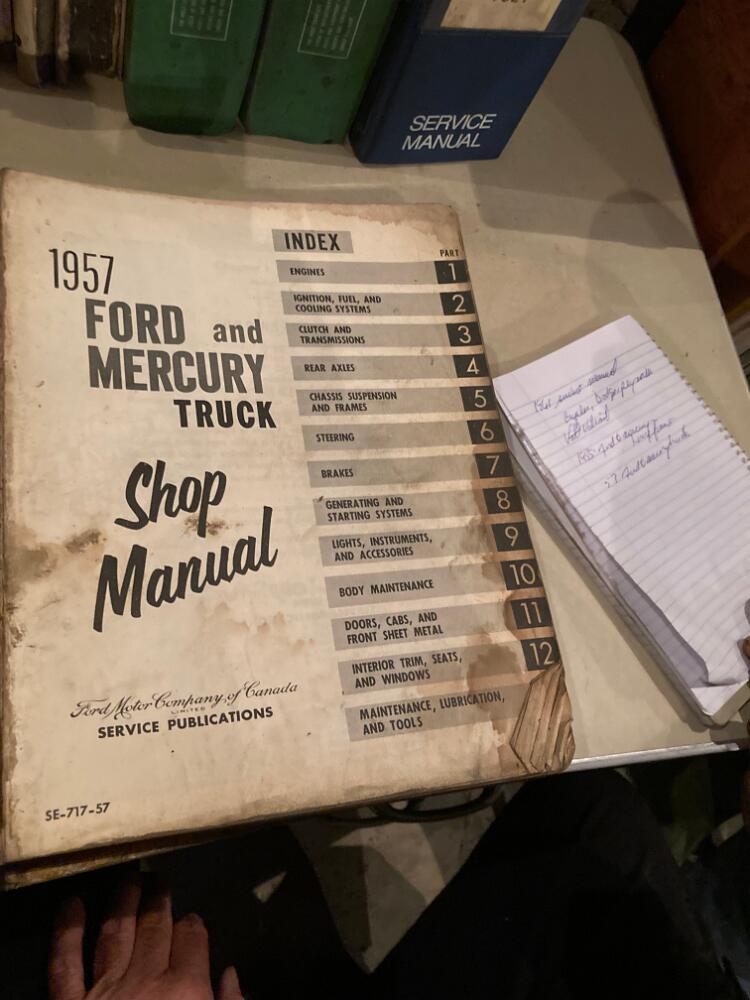 SERVICE
MANUAL
1957
FORD and
MERCURY
TRUCK
Shop
Manual
Ford Motor Company of Canada
LIMITED
SERVICE PUBLICATIONS
SE-717-57
INDEX
PART
ENGINES 1
IGNITION, FUEL, AND
COOLING SYSTEMS 2
CLUTCH AND
TRANSMISSIONS 3
REAR AXLES 4
CHASSIS SUSPENSION
AND FRAMES 5
STEERING 6
BRAKES 7
GENERATING AND
STARTING SYSTEMS 8
LIGHTS, INSTRUMENTS,
AND ACCESSORIES 9
BODY MAINTENANCE 10
DOORS, CABS, AND
FRONT SHEET METAL 11
INTERIOR TRIM, SEATS,
AND WINDOWS 12
MAINTENANCE, LUBRICATION,
AND TOOLS